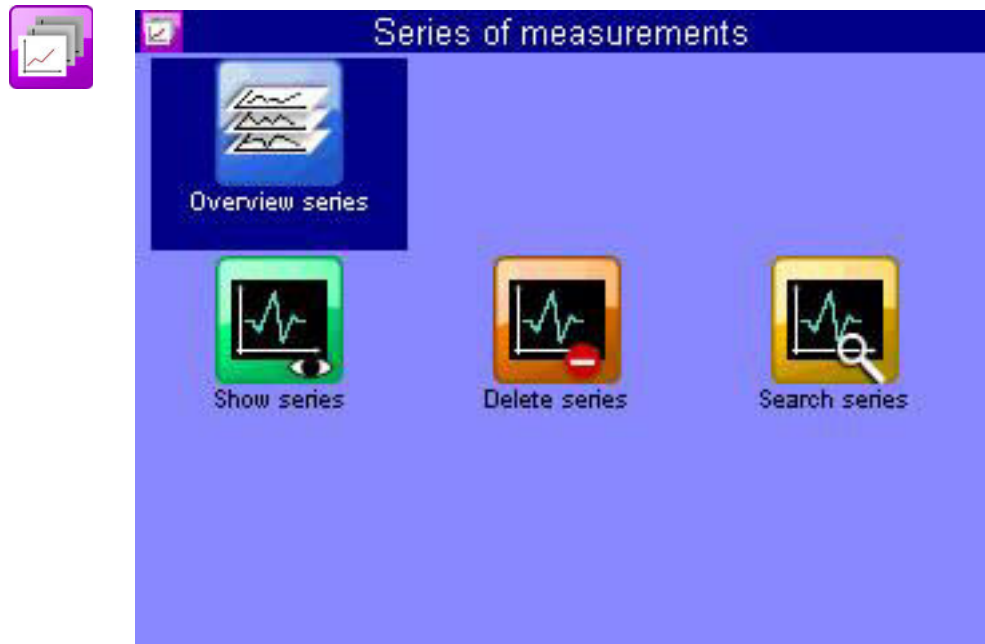 Series of measurements
Overview series
Show series
Delete series
Search series